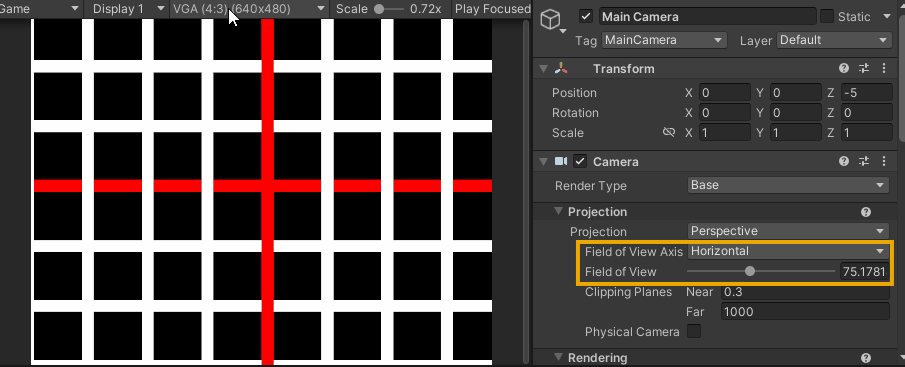 Game Display 1 VGA (4:3) (640x480) Scale 0.72x Play Focused
Main Camera Static
Tag MainCamera Layer Default
Transform
Position X 0 Y 0 Z -5
Rotation X 0 Y 0 Z 0
Scale X 1 Y 1 Z 1
Camera
Render Type Base
Projection
Projection Perspective
Field of View Axis Horizontal
Field of View 75.1781
Clipping Planes Near 0.3
Far 1000
Physical Camera
Rendering